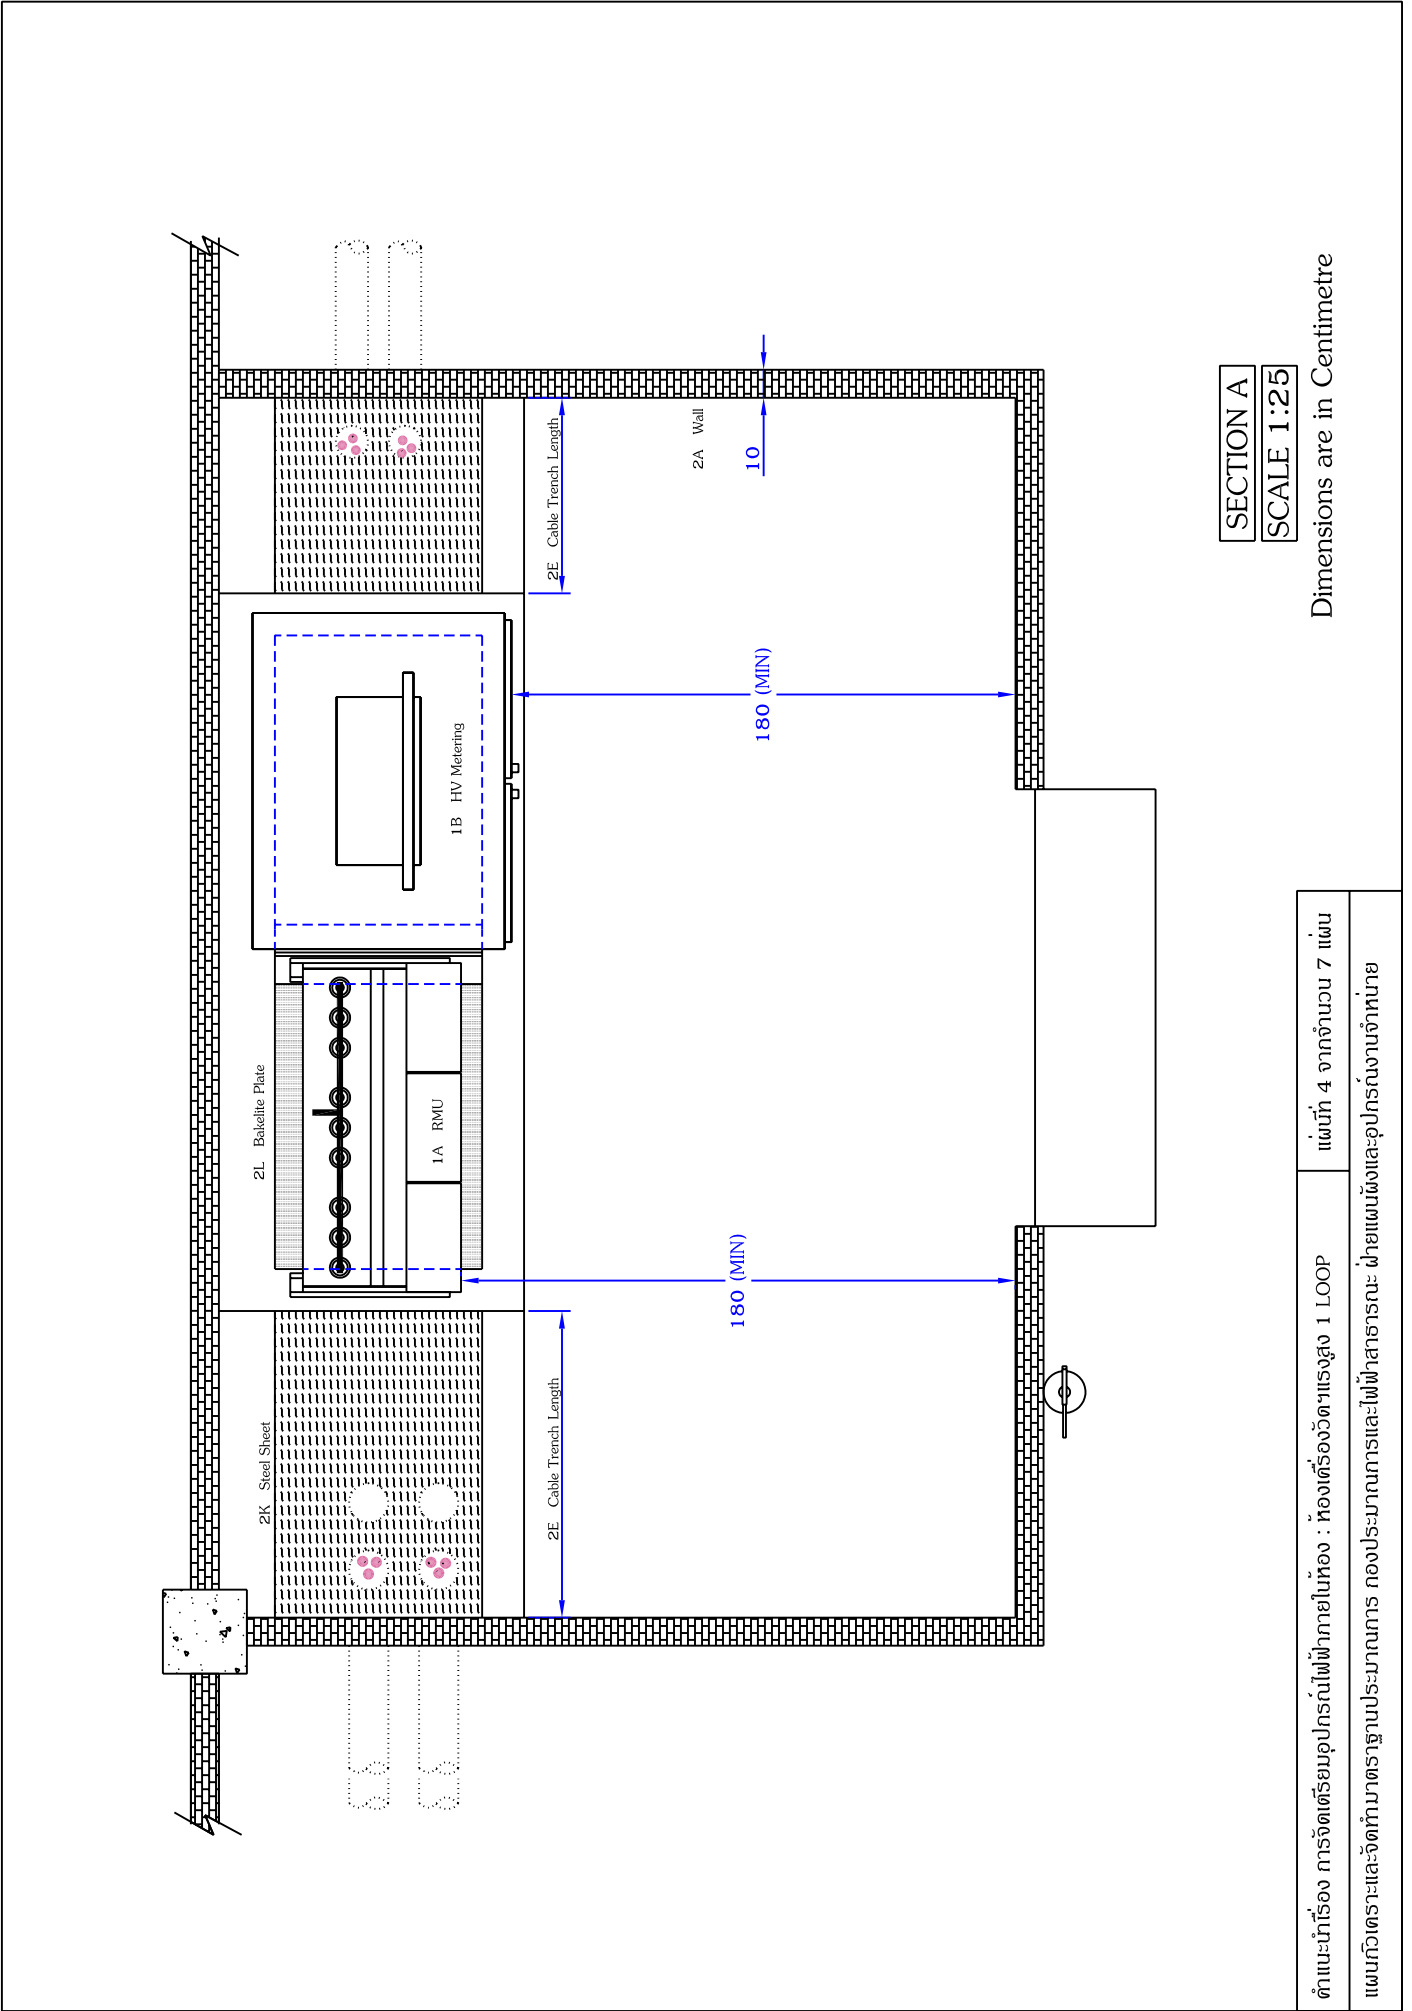 2K Steel Sheet
2L Bakelite Plate
1A RMU
1B HV Metering
2E Cable Trench Length
2E Cable Trench Length
180 (MIN)
180 (MIN)
2A Wall
10
SECTION A
SCALE 1:25
Dimensions are in Centimetre
คำแนะนำเรื่อง การจัดเตรียมอุปกรณ์ไฟฟ้าภายในห้อง : ห้องเครื่องวัดฯแรงสูง 1 LOOP
แผ่นที่ 4 จากจำนวน 7 แผ่น
แผนกวิเคราะและจัดทำมาตราฐานประมาณการ กองประมาณการและไฟฟ้าสาธารณะ ฝ่ายแผนผังและอุปกรณ์งานจำหน่าย